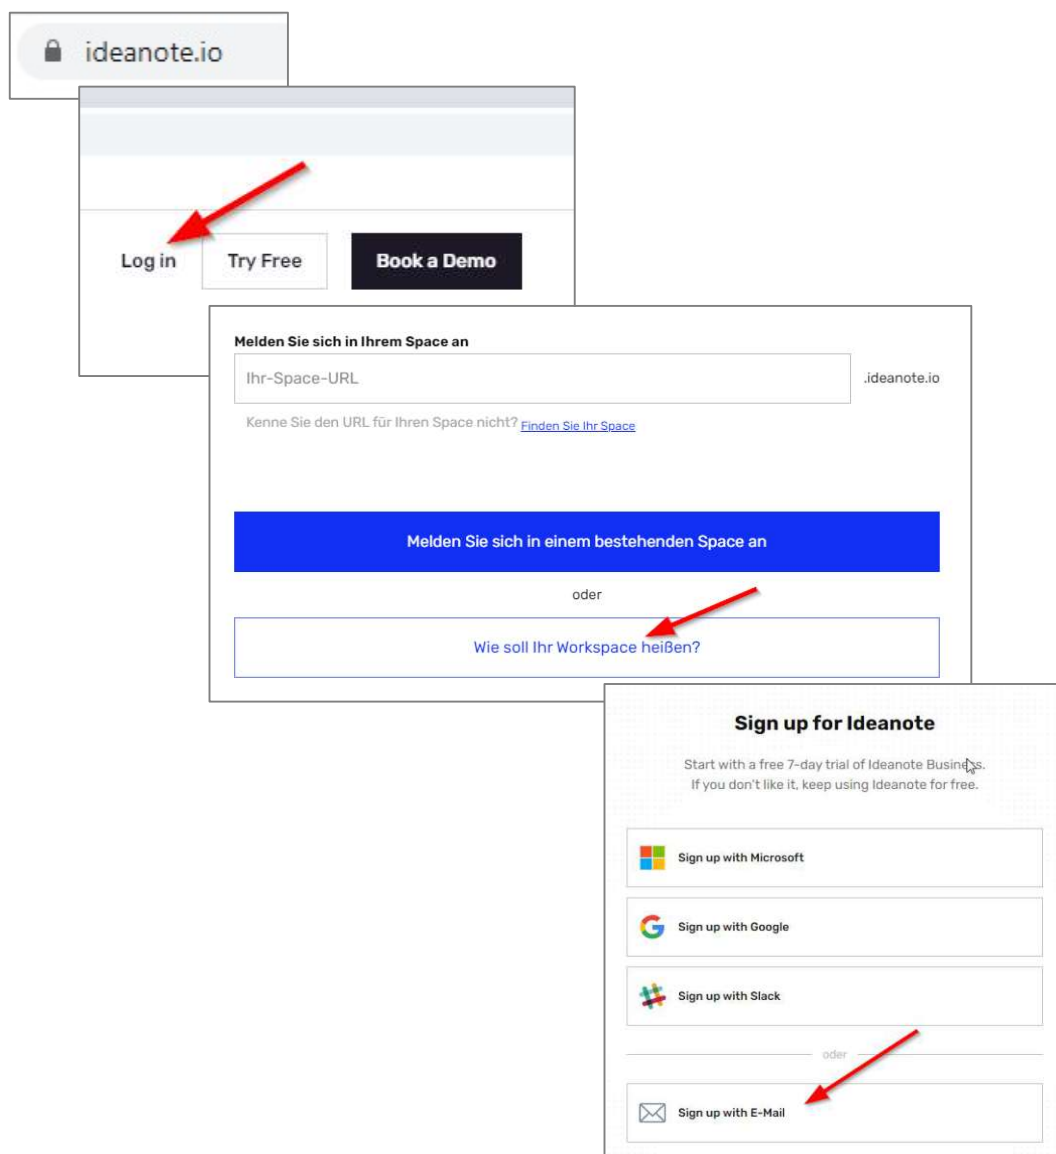 ideanote.io
Log in
Try Free
Book a Demo
Melden Sie sich in Ihrem Space an
Ihr-Space-URL
.ideanote.io
Kenne Sie den URL für Ihren Space nicht? Finden Sie Ihr Space
Melden Sie sich in einem bestehenden Space an
oder
Wie soll Ihr Workspace heißen?
Sign up for Ideanote
Start with a free 7-day trial of Ideanote Business.
If you don't like it, keep using Ideanote for free.
Sign up with Microsoft
Sign up with Google
Sign up with Slack
oder
Sign up with E-Mail